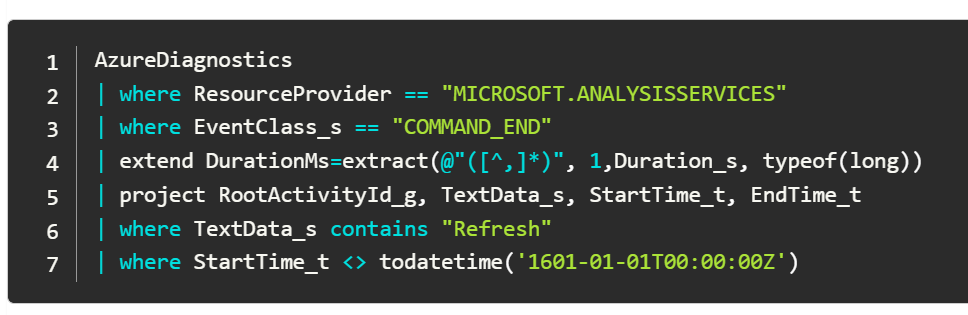 1 AzureDiagnostics
2 | where ResourceProvider == "MICROSOFT.ANALYSISSERVICES"
3 | where EventClass_s == "COMMAND_END"
4 | extend DurationMs=extract(@"([^,]*)", 1,Duration_s, typeof(long))
5 | project RootActivityId_g, TextData_s, StartTime_t, EndTime_t
6 | where TextData_s contains "Refresh"
7 | where StartTime_t <> todatetime('1601-01-01T00:00:00Z')